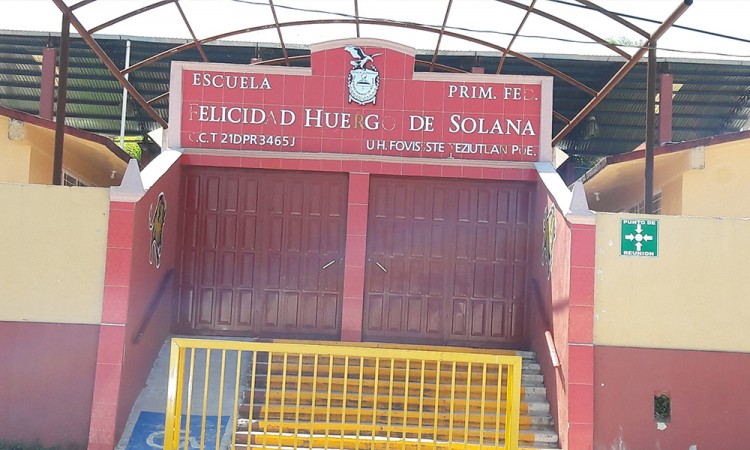 ESCUELA PRIM. FED.
FELICIDAD HUERGO DE SOLANA
C.C.T 21DPR3465J U.H. FOVISSSTE TEZIUTLAN PUE.
PUNTO DE
REUNION